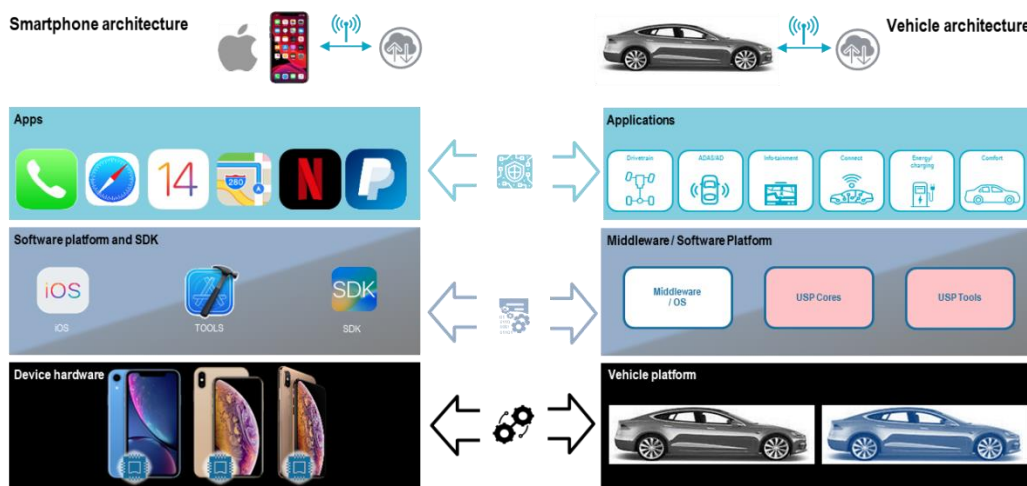 Smartphone architecture
Vehicle architecture
Apps
14
280
N
P
Applications
Drivetrain
ADAS/AD
Infotainment
Connect
Energy/
charging
Comfort
Software platform and SDK
iOS
iOS
TOOLS
SDK
SDK
Middleware / Software Platform
Middleware
/ OS
USP Cores
USP Tools
Device hardware
Vehicle platform